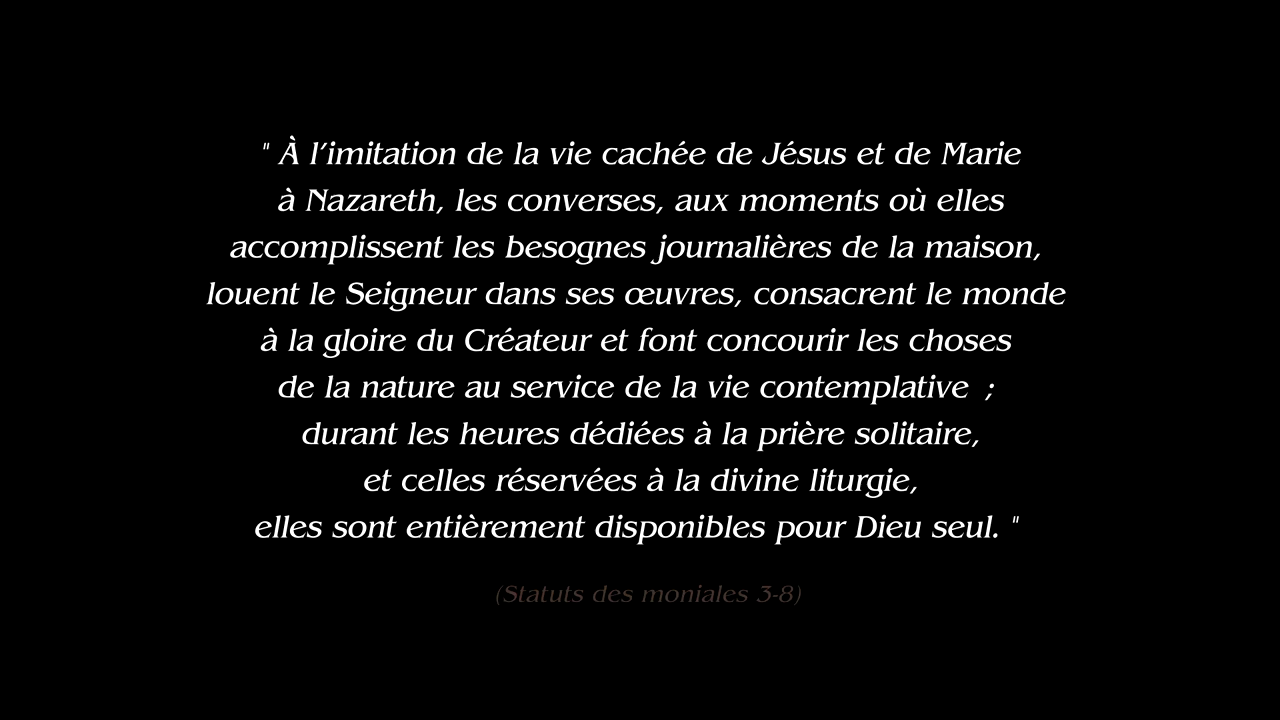 " À l’imitation de la vie cachée de Jésus et de Marie
à Nazareth, les converses, aux moments où elles
accomplissent les besognes journalières de la maison,
louent le Seigneur dans ses œuvres, consacrent le monde
à la gloire du Créateur et font concourir les choses
de la nature au service de la vie contemplative ;
durant les heures dédiées à la prière solitaire,
et celles réservées à la divine liturgie,
elles sont entièrement disponibles pour Dieu seul. "
(Statuts des moniales 3-8)